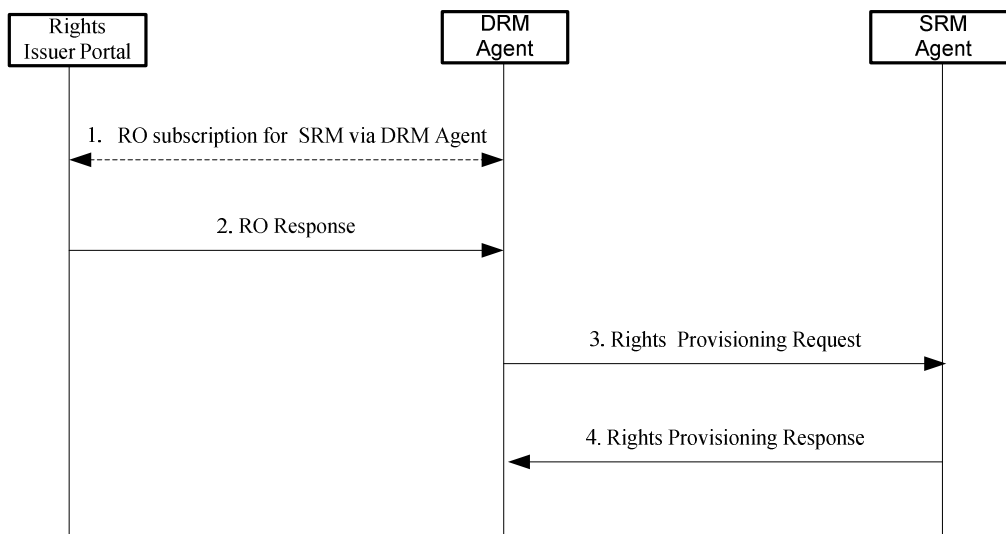 Rights
Issuer Portal
DRM
Agent
SRM
Agent
1. RO subscription for SRM via DRM Agent
2. RO Response
3. Rights Provisioning Request
4. Rights Provisioning Response